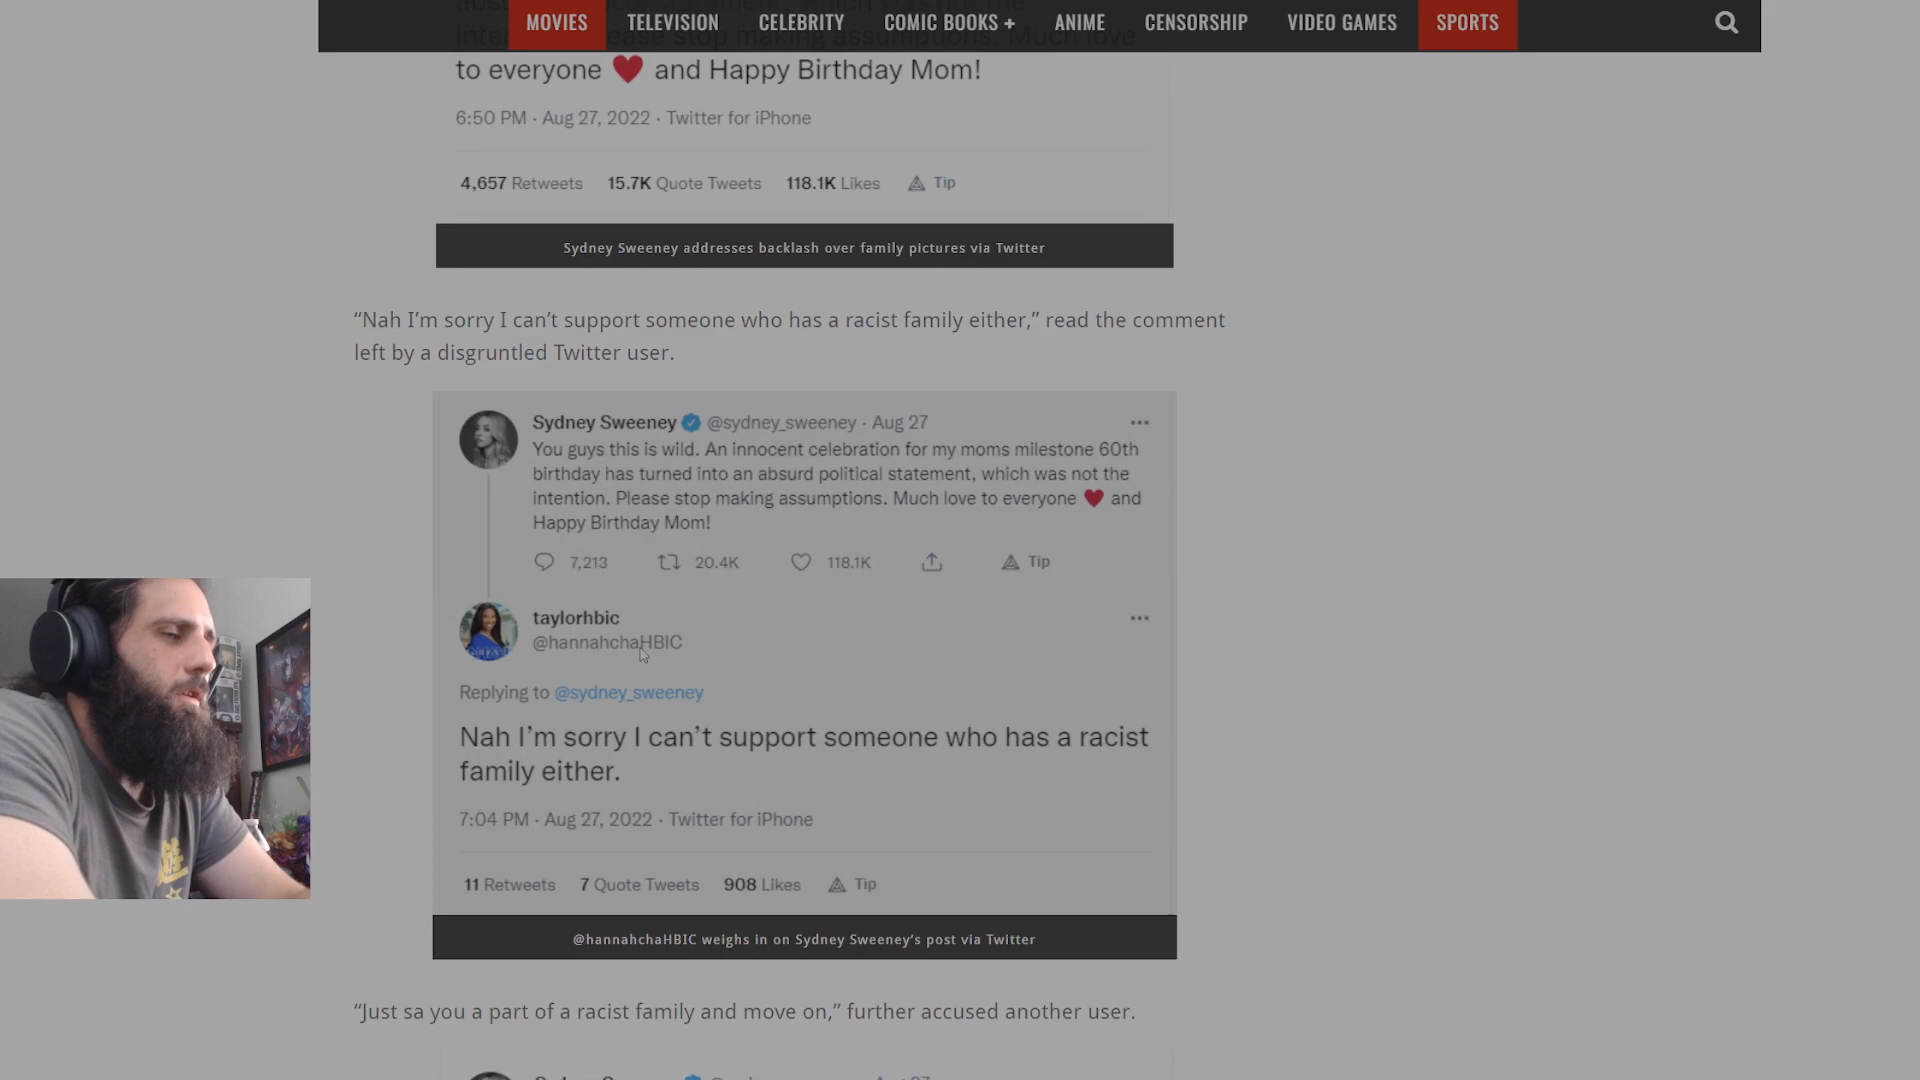 MOVIES TELEVISION CELEBRITY COMIC BOOKS + ANIME CENSORSHIP VIDEO GAMES SPORTS
to everyone ❤ and Happy Birthday Mom!
6:50 PM · Aug 27, 2022 · Twitter for iPhone
4,657 Retweets 15.7K Quote Tweets 118.1K Likes Tip
Sydney Sweeney addresses backlash over family pictures via Twitter
“Nah I’m sorry I can’t support someone who has a racist family either,” read the comment
left by a disgruntled Twitter user.
Sydney Sweeney @sydney_sweeney · Aug 27
You guys this is wild. An innocent celebration for my moms milestone 60th
birthday has turned into an absurd political statement, which was not the
intention. Please stop making assumptions. Much love to everyone ❤ and
Happy Birthday Mom!
7,213 20.4K 118.1K Tip
taylorhbic
@hannahchaHBIC
Replying to @sydney_sweeney
Nah I’m sorry I can’t support someone who has a racist
family either.
7:04 PM · Aug 27, 2022 · Twitter for iPhone
11 Retweets 7 Quote Tweets 908 Likes Tip
@hannahchaHBIC weighs in on Sydney Sweeney’s post via Twitter
“Just sa you a part of a racist family and move on,” further accused another user.